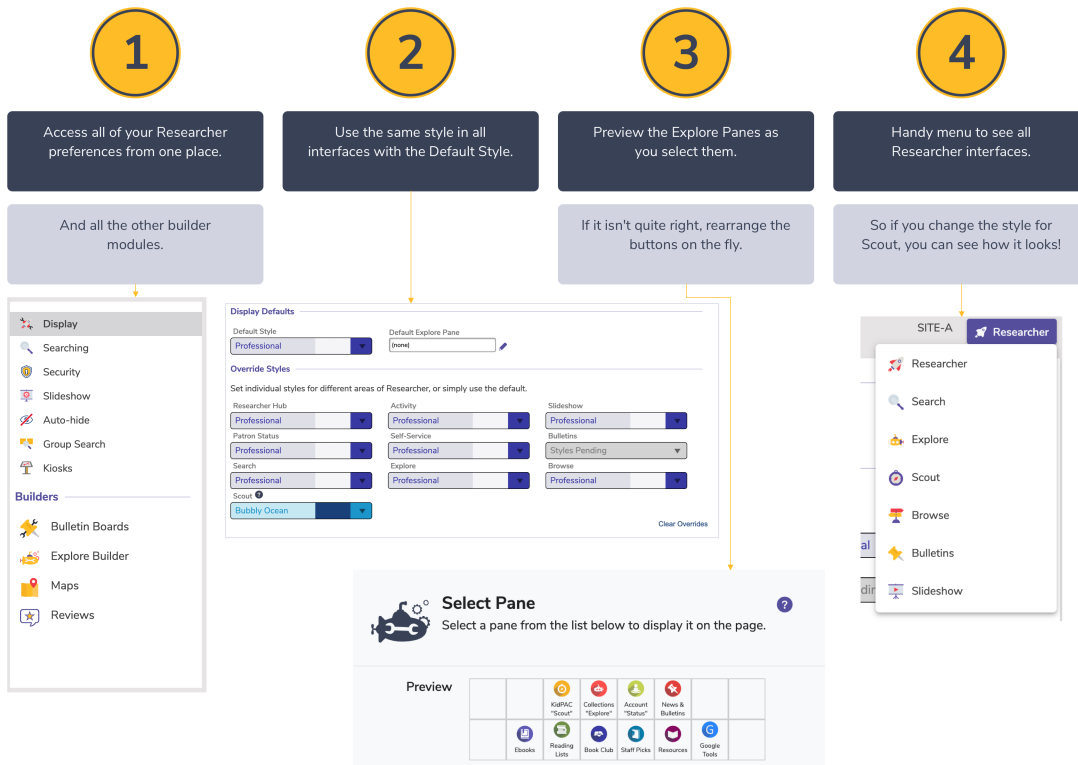 1
2
3
4
Access all of your Researcher
preferences from one place.
Use the same style in all
interfaces with the Default Style.
Preview the Explore Panes as
you select them.
Handy menu to see all
Researcher interfaces.
And all the other builder
modules.
If it isn't quite right, rearrange the
buttons on the fly.
So if you change the style for
Scout, you can see how it looks!
Display
Searching
Security
Slideshow
Auto-hide
Group Search
Kiosks
Builders
Bulletin Boards
Explore Builder
Maps
Reviews
Display Defaults
Default Style
Default Explore Pane
Professional
(none)
Override Styles
Set individual styles for different areas of Researcher, or simply use the default.
Researcher Hub
Activity
Slideshow
Professional
Professional
Professional
Patron Status
Self-Service
Bulletins
Professional
Professional
Styles Pending
Search
Explore
Browse
Professional
Professional
Professional
Scout ?
Bubbly Ocean
Clear Overrides
SITE-A
Researcher
Researcher
Search
Explore
Scout
Browse
Bulletins
Slideshow
al
Select Pane
?
Select a pane from the list below to display it on the page.
Preview
KidPAC
"Scout"
Collections
"Explore"
Account
"Status"
News &
Bulletins
Ebooks
Reading
Lists
Book Club
Staff Picks
Resources
G
Google
Tools